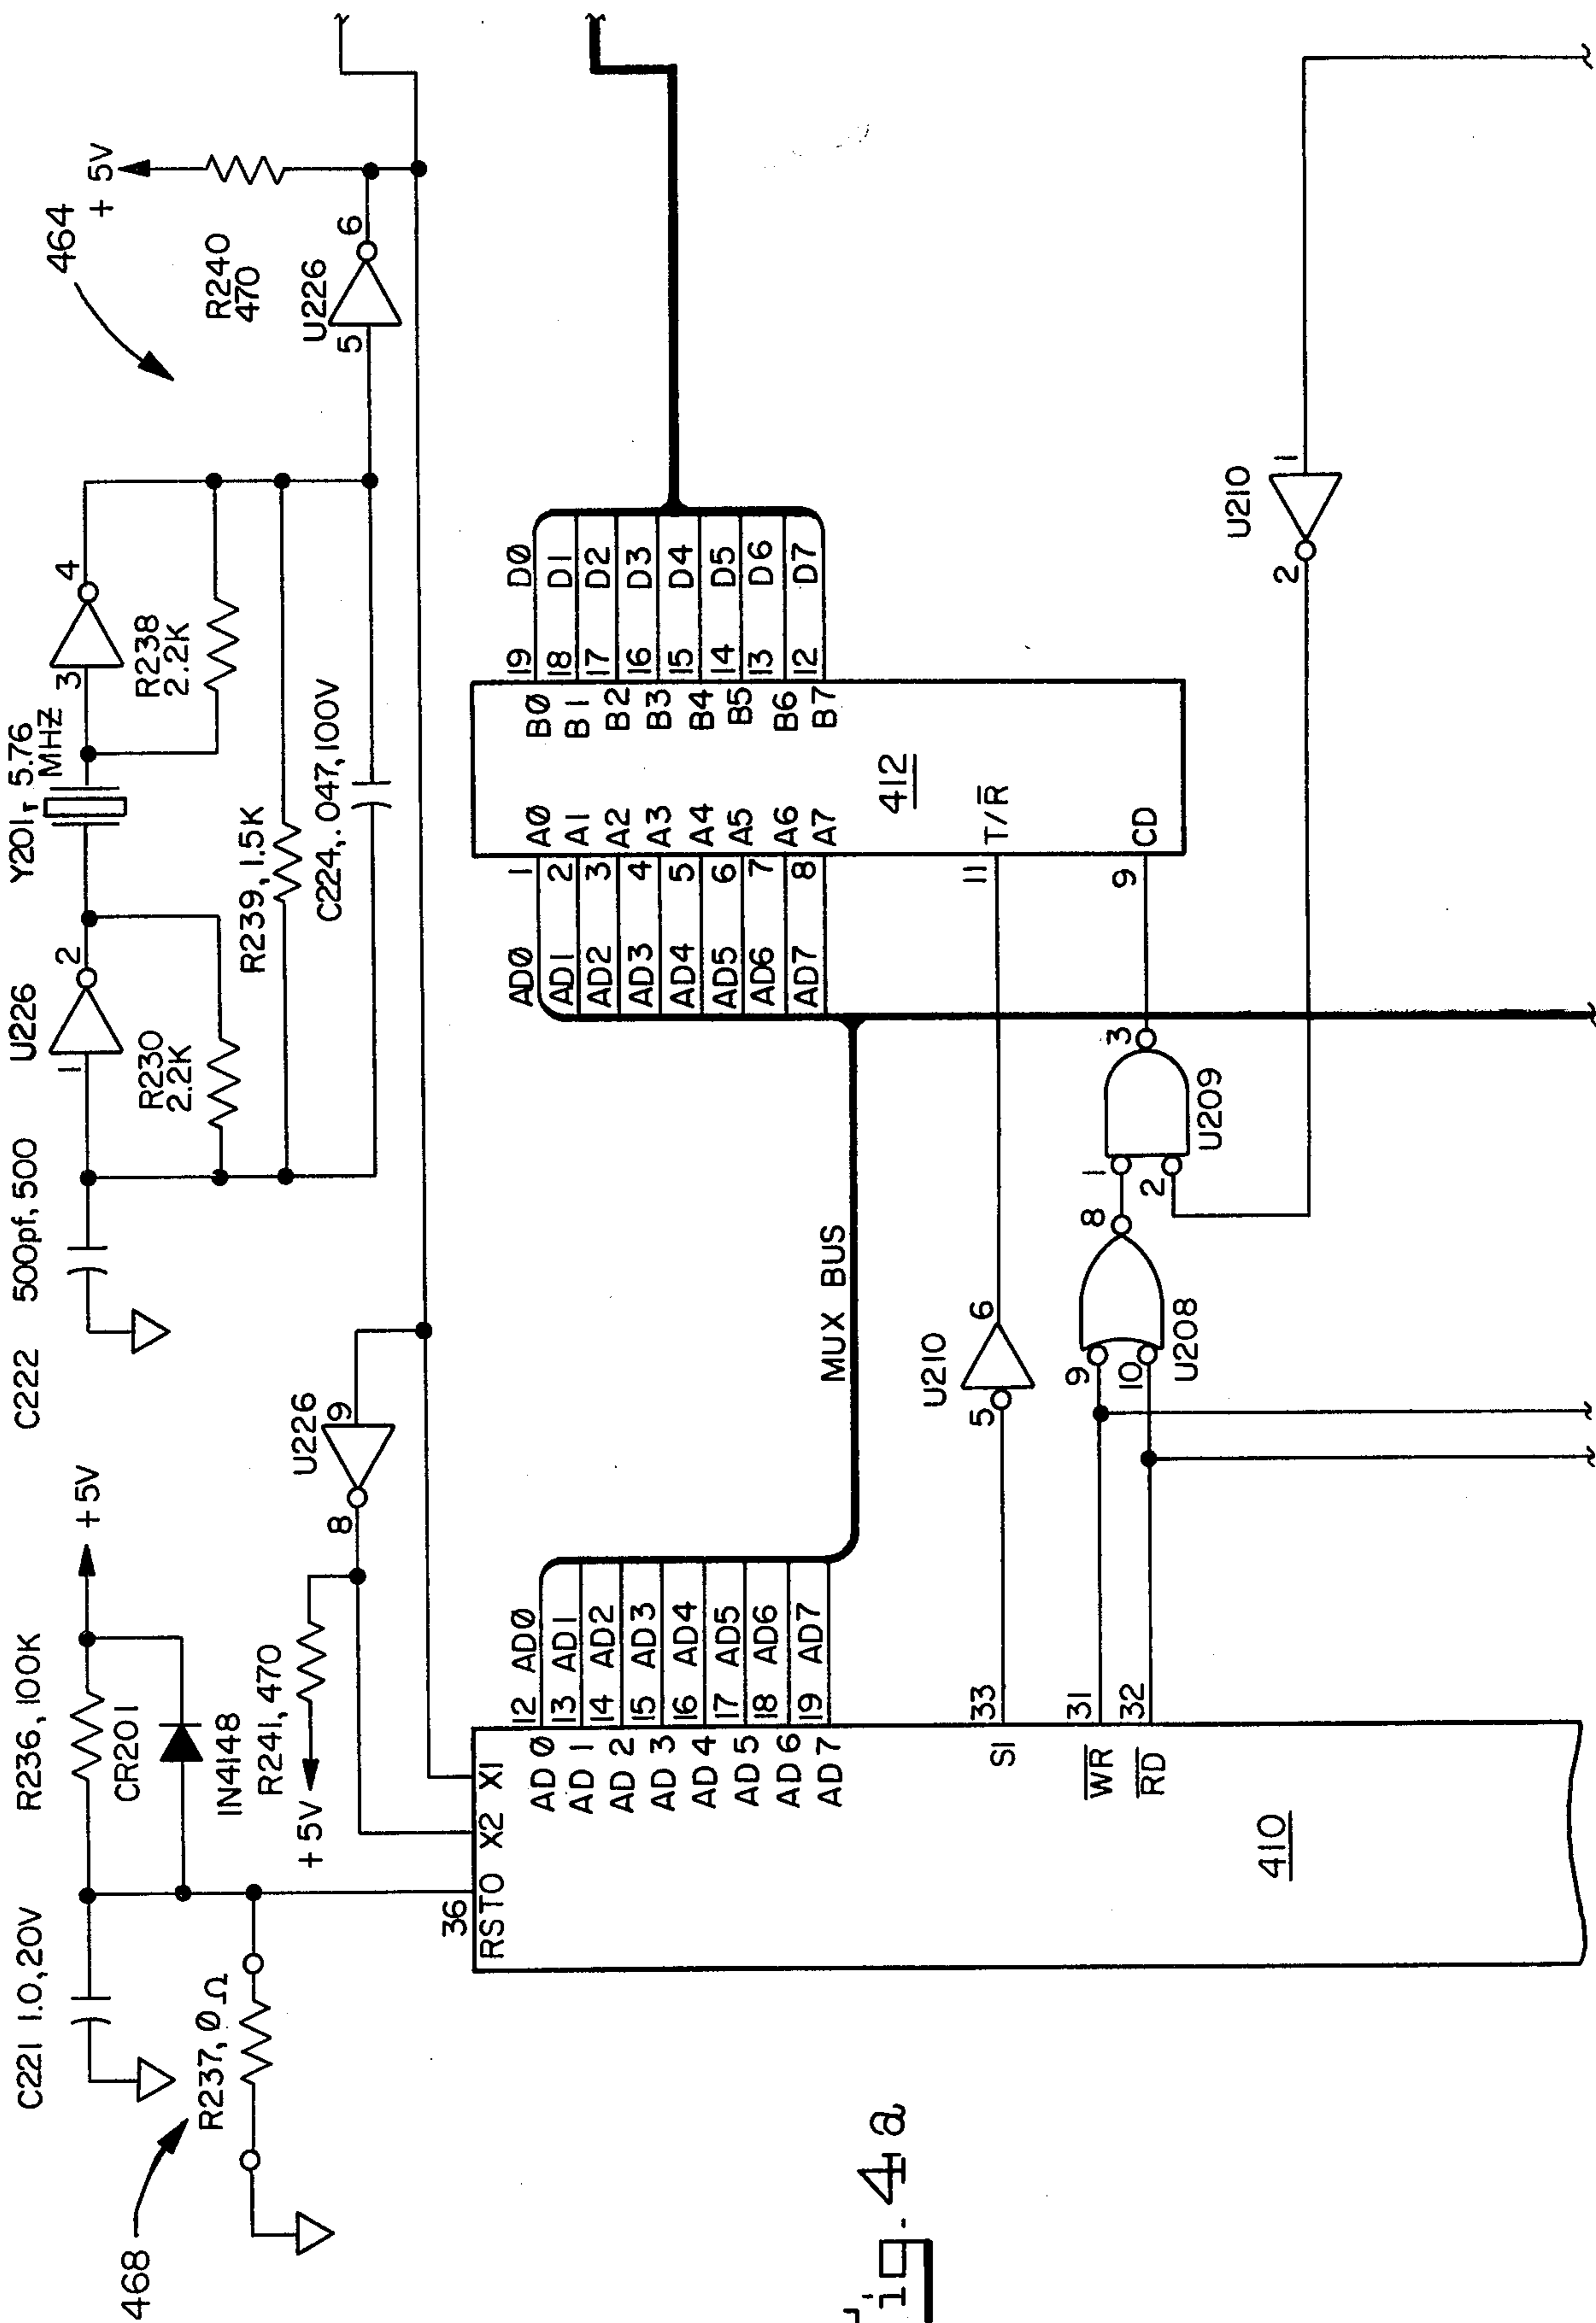 C221 1.0,20V
R236, 100K
+5V
C222
500pf, 500
U226
Y201, 5.76
MHZ
464
+ 5V
468
R237, Ø Ω
CR201
IN4148
R241, 470
+5V
1
2
R230
2.2K
R239, 1.5K
C224,.047,100V
3
4
R238
2.2K
R240
470
U226
5
6
U226
9
8
36
RSTO
X2
X1
AD Ø
AD 1
AD 2
AD 3
AD 4
AD 5
AD 6
AD 7
12 ADØ
13 AD1
14 AD2
15 AD3
16 AD4
17 AD5
18 AD6
19 AD7
SI
33
WR
31
RD
32
410
MUX BUS
ADØ 1
AD1 2
AD2 3
AD3 4
AD4 5
AD5 6
AD6 7
AD7 8
AØ
A1
A2
A3
A4
A5
A6
A7
BØ
B1
B2
B3
B4
B5
B6
B7
19 DØ
18 D1
17 D2
16 D3
15 D4
14 D5
13 D6
12 D7
412
T/R
11
CD
9
U210
5
6
9
10
8
U208
1
2
3
U209
U210
1
2
4a